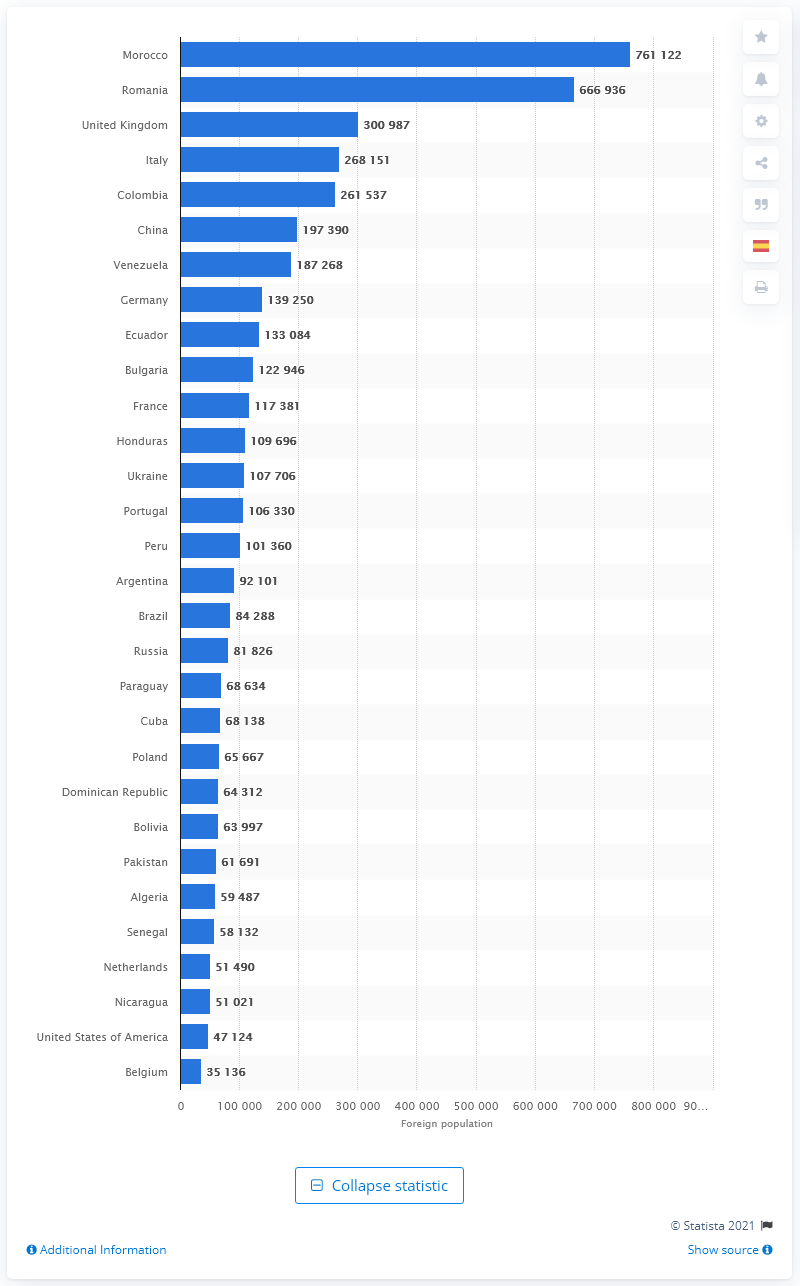 Morocco 761 122
Romania 666 936
United Kingdom 300 987
Italy 268 151
Colombia 261 537
China 197 390
Venezuela 187 268
Germany 139 250
Ecuador 133 084
Bulgaria 122 946
France 117 381
Honduras 109 696
Ukraine 107 706
Portugal 106 330
Peru 101 360
Argentina 92 101
Brazil 84 288
Russia 81 826
Paraguay 68 634
Cuba 68 138
Poland 65 667
Dominican Republic 64 312
Bolivia 63 997
Pakistan 61 691
Algeria 59 487
Senegal 58 132
Netherlands 51 490
Nicaragua 51 021
United States of America 47 124
Belgium 35 136
0 100 000 200 000 300 000 400 000 500 000 600 000 700 000 800 000 90…
Foreign population
Collapse statistic
© Statista 2021
Additional Information Show source